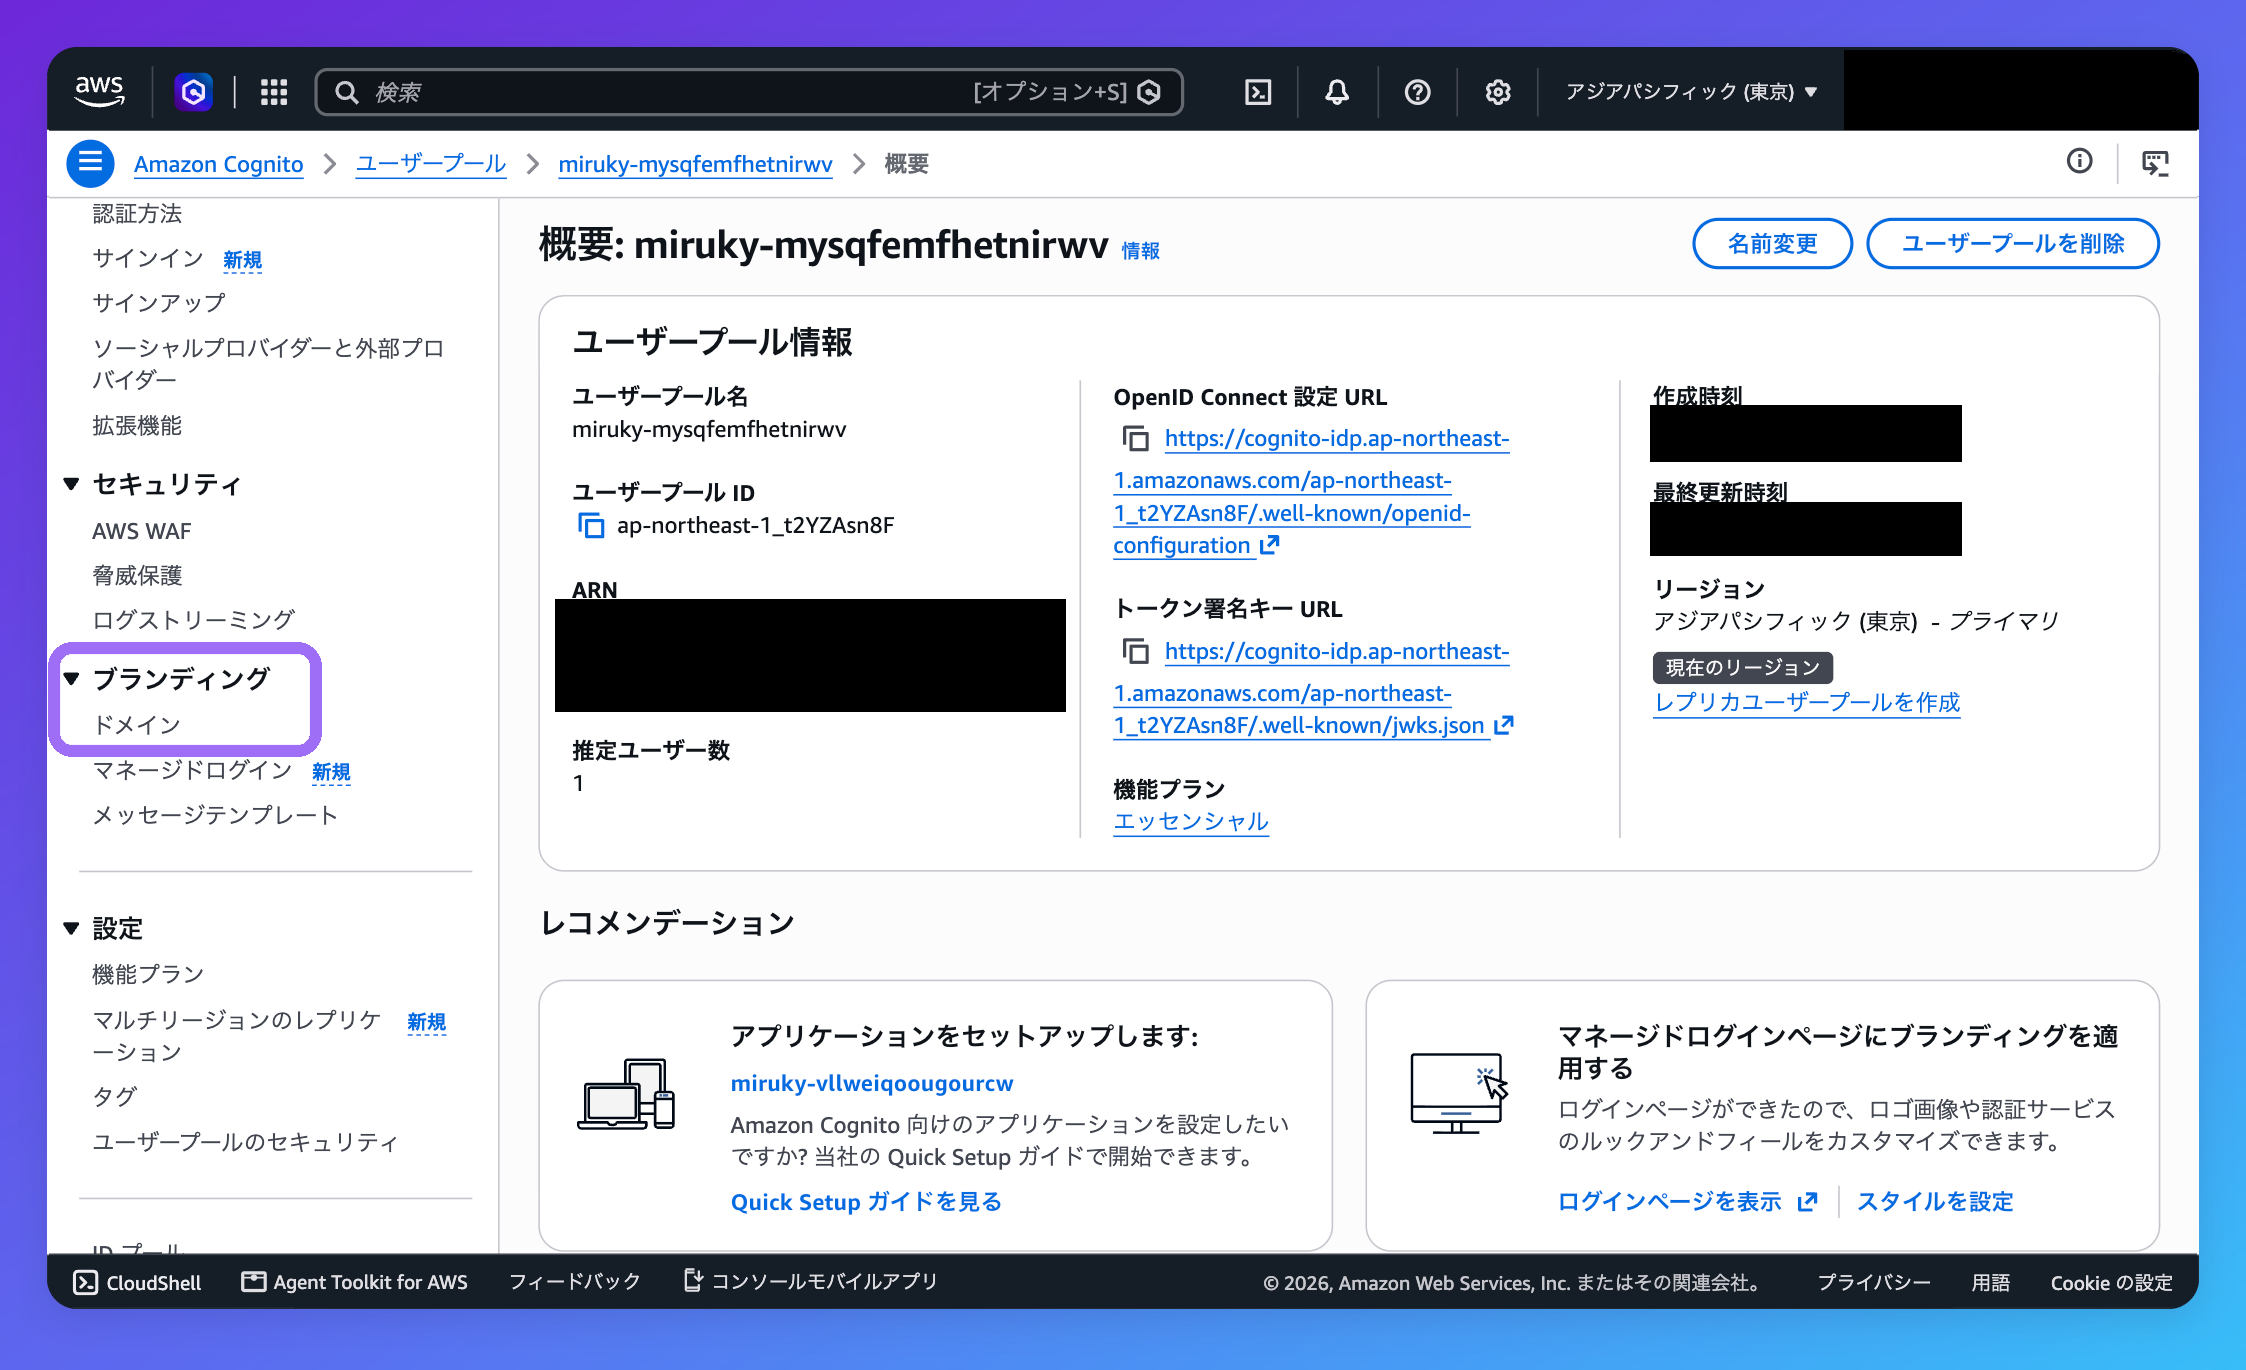 aws
検索
[オプション+S]
アジアパシフィック (東京) ▼
Amazon Cognito > ユーザープール > miruky-mysqfemfhetnirwv > 概要
認証方法
サインイン 新規
サインアップ
ソーシャルプロバイダーと外部プロ
バイダー
拡張機能
▼ セキュリティ
AWS WAF
脅威保護
ログストリーミング
▼ ブランディング
ドメイン
マネージドログイン 新規
メッセージテンプレート
▼ 設定
機能プラン
マルチリージョンのレプリケ 新規
ーション
タグ
ユーザープールのセキュリティ
ID プール
概要: miruky-mysqfemfhetnirwv 情報
名前変更
ユーザープールを削除
ユーザープール情報
ユーザープール名
miruky-mysqfemfhetnirwv
ユーザープール ID
ap-northeast-1_t2YZAsn8F
ARN
推定ユーザー数
1
OpenID Connect 設定 URL
https://cognito-idp.ap-northeast-
1.amazonaws.com/ap-northeast-
1_t2YZAsn8F/.well-known/openid-
configuration
トークン署名キー URL
https://cognito-idp.ap-northeast-
1.amazonaws.com/ap-northeast-
1_t2YZAsn8F/.well-known/jwks.json
機能プラン
エッセンシャル
作成時刻
最終更新時刻
リージョン
アジアパシフィック (東京) - プライマリ
現在のリージョン
レプリカユーザープールを作成
レコメンデーション
アプリケーションをセットアップします:
miruky-vllweiqoougourcw
Amazon Cognito 向けのアプリケーションを設定したい
ですか? 当社の Quick Setup ガイドで開始できます。
Quick Setup ガイドを見る
マネージドログインページにブランディングを適
用する
ログインページができたので、ロゴ画像や認証サービス
のルックアンドフィールをカスタマイズできます。
ログインページを表示
スタイルを設定
CloudShell
Agent Toolkit for AWS
フィードバック
コンソールモバイルアプリ
© 2026, Amazon Web Services, Inc. またはその関連会社。
プライバシー
用語
Cookie の設定